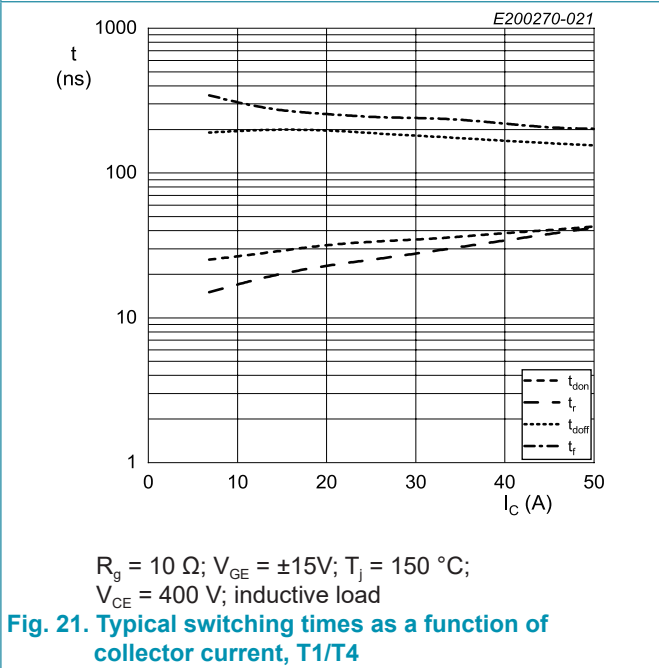 E200270-021
1000
t
(ns)
100
10
1
t_don
t_r
t_doff
t_f
0 10 20 30 40 50
I_C (A)
R_g = 10 Ω; V_GE = ±15V; T_j = 150 °C;
V_CE = 400 V; inductive load
Fig. 21. Typical switching times as a function of
collector current, T1/T4